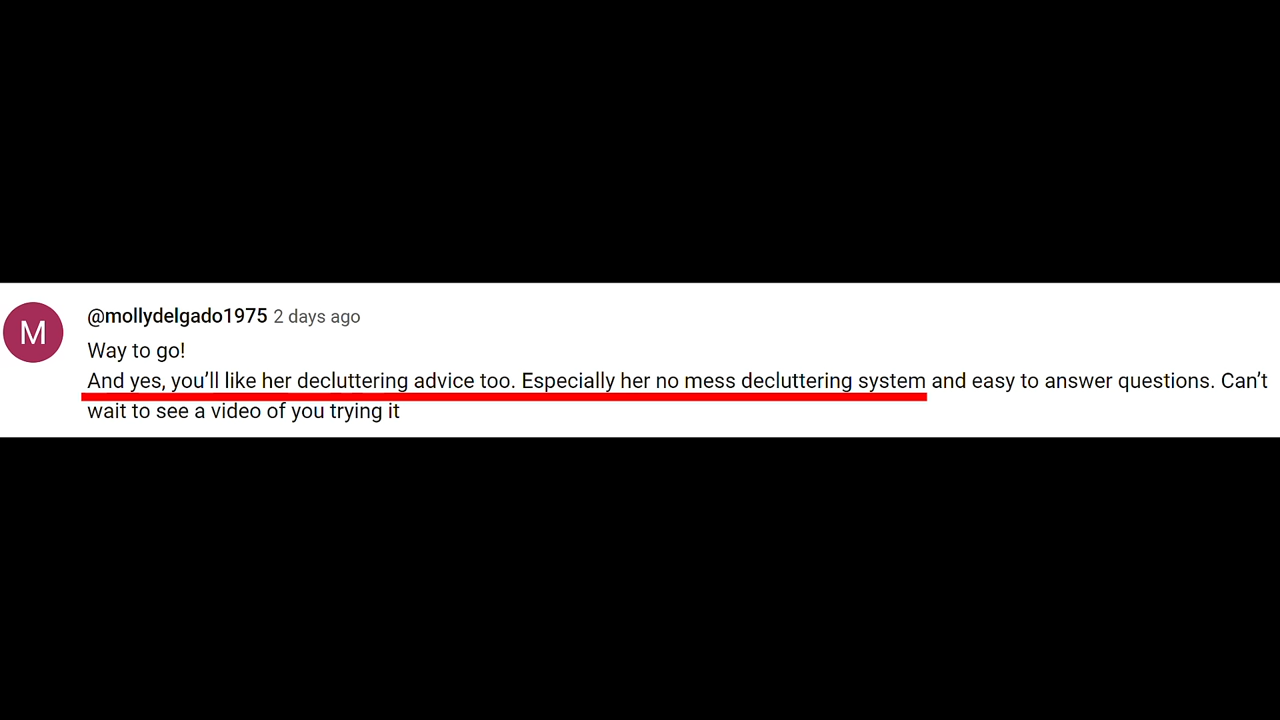 M
@mollydelgado1975 2 days ago
Way to go!
And yes, you’ll like her decluttering advice too. Especially her no mess decluttering system and easy to answer questions. Can’t
wait to see a video of you trying it